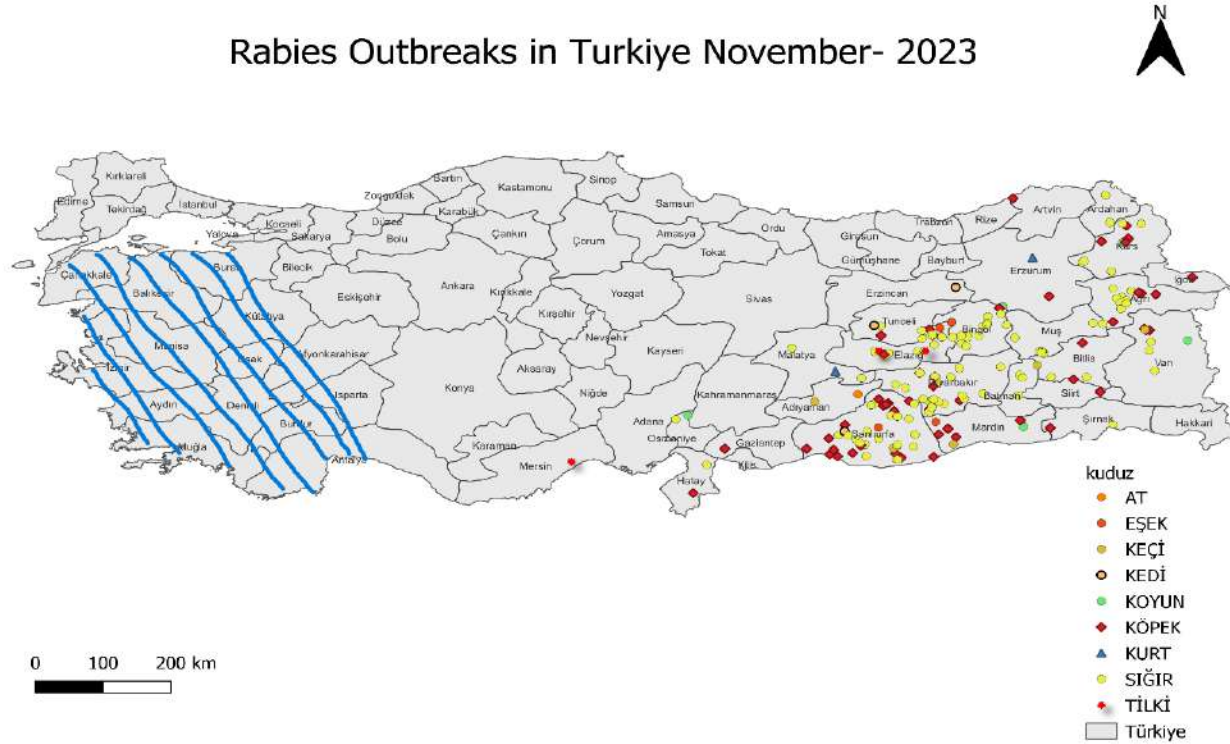 Rabies Outbreaks in Turkiye November- 2023
N
Kırklareli
Edirne
Tekirdağ
İstanbul
Kocaeli
Yalova
Sakarya
Zonguldak
Bartın
Karabük
Kastamonu
Sinop
Samsun
Düzce
Bolu
Çankırı
Çorum
Amasya
Tokat
Ordu
Giresun
Trabzon
Rize
Artvin
Ardahan
Kars
Gümüşhane
Bayburt
Erzurum
Iğdır
Ağrı
Çanakkale
Balıkesir
Bursa
Bilecik
Eskişehir
Ankara
Kırıkkale
Yozgat
Sivas
Erzincan
Tunceli
Bingöl
Muş
Kütahya
Manisa
Uşak
Afyonkarahisar
Kırşehir
Nevşehir
Kayseri
Malatya
Elazığ
Bitlis
Van
İzmir
Aydın
Denizli
Isparta
Burdur
Konya
Aksaray
Niğde
Kahramanmaraş
Adıyaman
Diyarbakır
Batman
Siirt
Şırnak
Hakkari
Muğla
Antalya
Karaman
Mersin
Adana
Osmaniye
Gaziantep
Kilis
Şanlıurfa
Mardin
Hatay
kuduz
AT
EŞEK
KEÇİ
KEDİ
KOYUN
KÖPEK
KURT
SIĞIR
TİLKİ
Türkiye
0 100 200 km